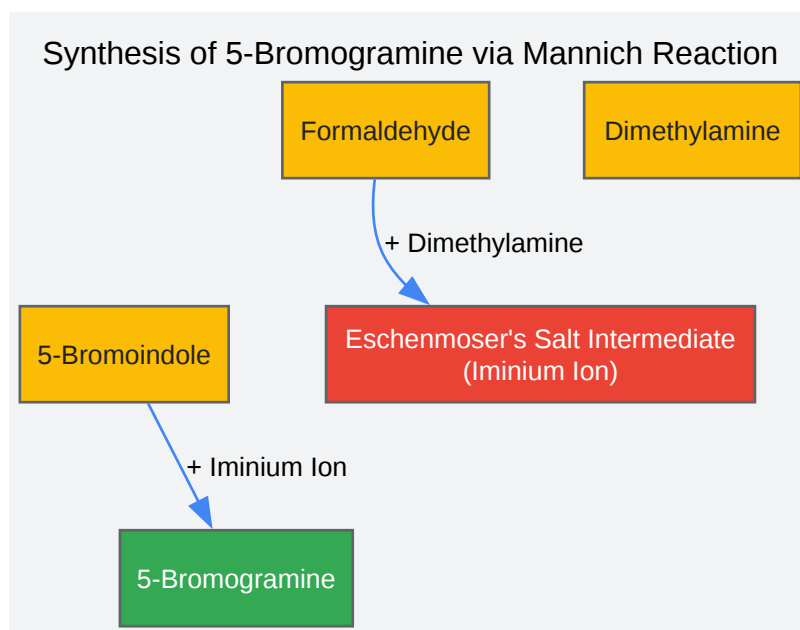 Synthesis of 5-Bromogramine via Mannich Reaction
Formaldehyde
Dimethylamine
+ Dimethylamine
5-Bromoindole
Eschenmoser's Salt Intermediate
(Iminium Ion)
+ Iminium Ion
5-Bromogramine